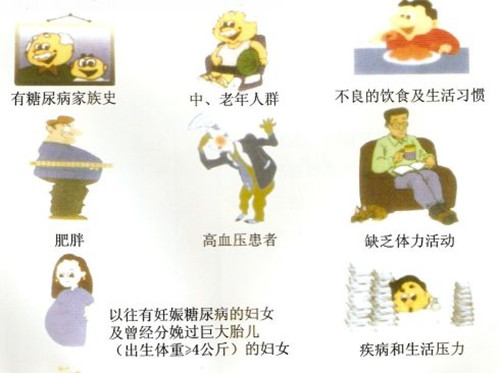 有糖尿病家族史
中、老年人群
不良的饮食及生活习惯
肥胖
高血压患者
缺乏体力活动
以往有妊娠糖尿病的妇女
及曾经分娩过巨大胎儿
（出生体重≥4公斤）的妇女
疾病和生活压力